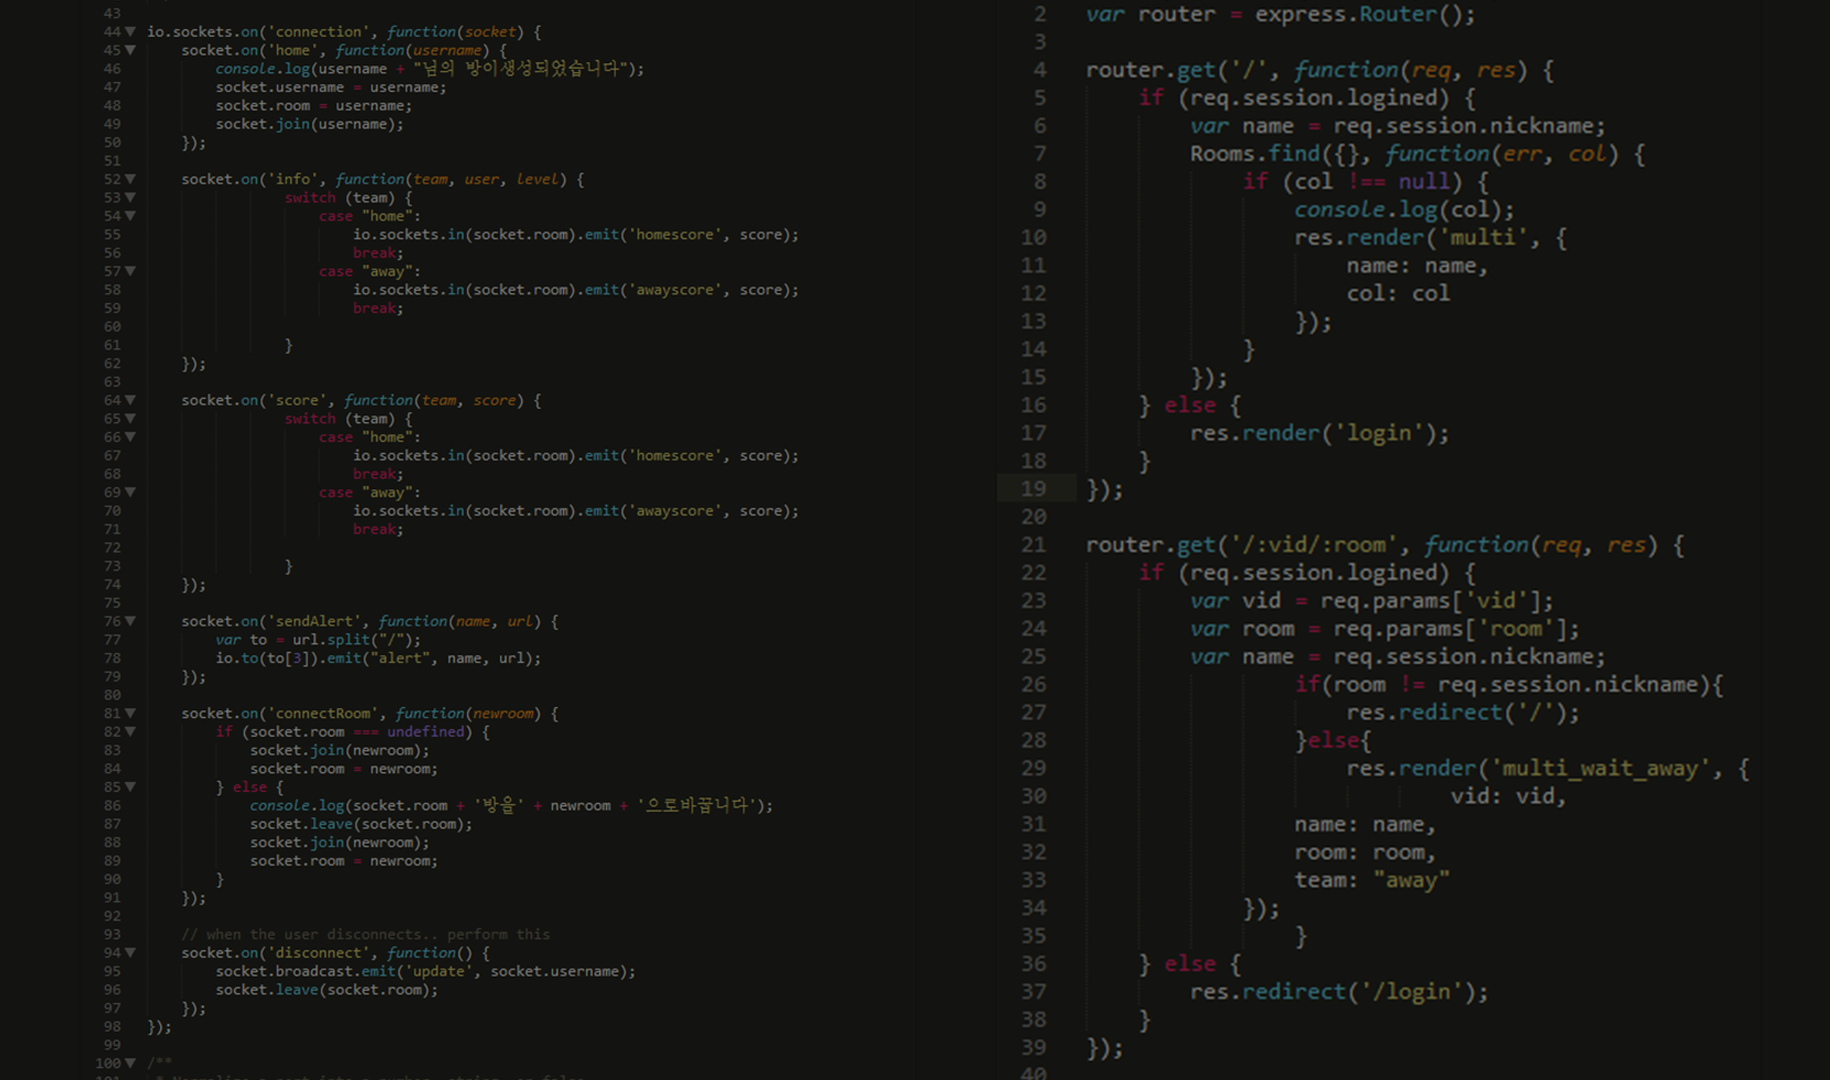 43
44 io.sockets.on('connection', function(socket) {
45 socket.on('home', function(username) {
46 console.log(username + "님의 방이생성되었습니다");
47 socket.username = username;
48 socket.room = username;
49 socket.join(username);
50 });
51
52 socket.on('info', function(team, user, level) {
53 switch (team) {
54 case "home":
55 io.sockets.in(socket.room).emit('homescore', score);
56 break;
57 case "away":
58 io.sockets.in(socket.room).emit('awayscore', score);
59 break;
60
61 }
62 });
63
64 socket.on('score', function(team, score) {
65 switch (team) {
66 case "home":
67 io.sockets.in(socket.room).emit('homescore', score);
68 break;
69 case "away":
70 io.sockets.in(socket.room).emit('awayscore', score);
71 break;
72
73 }
74 });
75
76 socket.on('sendAlert', function(name, url) {
77 var to = url.split("/");
78 io.to(to[3]).emit("alert", name, url);
79 });
80
81 socket.on('connectRoom', function(newroom) {
82 if (socket.room === undefined) {
83 socket.join(newroom);
84 socket.room = newroom;
85 } else {
86 console.log(socket.room + '방을' + newroom + '으로바꿉니다');
87 socket.leave(socket.room);
88 socket.join(newroom);
89 socket.room = newroom;
90 }
91 });
92
93 // when the user disconnects.. perform this
94 socket.on('disconnect', function() {
95 socket.broadcast.emit('update', socket.username);
96 socket.leave(socket.room);
97 });
98 });
99
100 /**
2 var router = express.Router();
3
4 router.get('/', function(req, res) {
5 if (req.session.logined) {
6 var name = req.session.nickname;
7 Rooms.find({}, function(err, col) {
8 if (col !== null) {
9 console.log(col);
10 res.render('multi', {
11 name: name,
12 col: col
13 });
14 }
15 });
16 } else {
17 res.render('login');
18 }
19 });
20
21 router.get('/:vid/:room', function(req, res) {
22 if (req.session.logined) {
23 var vid = req.params['vid'];
24 var room = req.params['room'];
25 var name = req.session.nickname;
26 if(room != req.session.nickname){
27 res.redirect('/');
28 }else{
29 res.render('multi_wait_away', {
30 vid: vid,
31 name: name,
32 room: room,
33 team: "away"
34 });
35 }
36 } else {
37 res.redirect('/login');
38 }
39 });
40